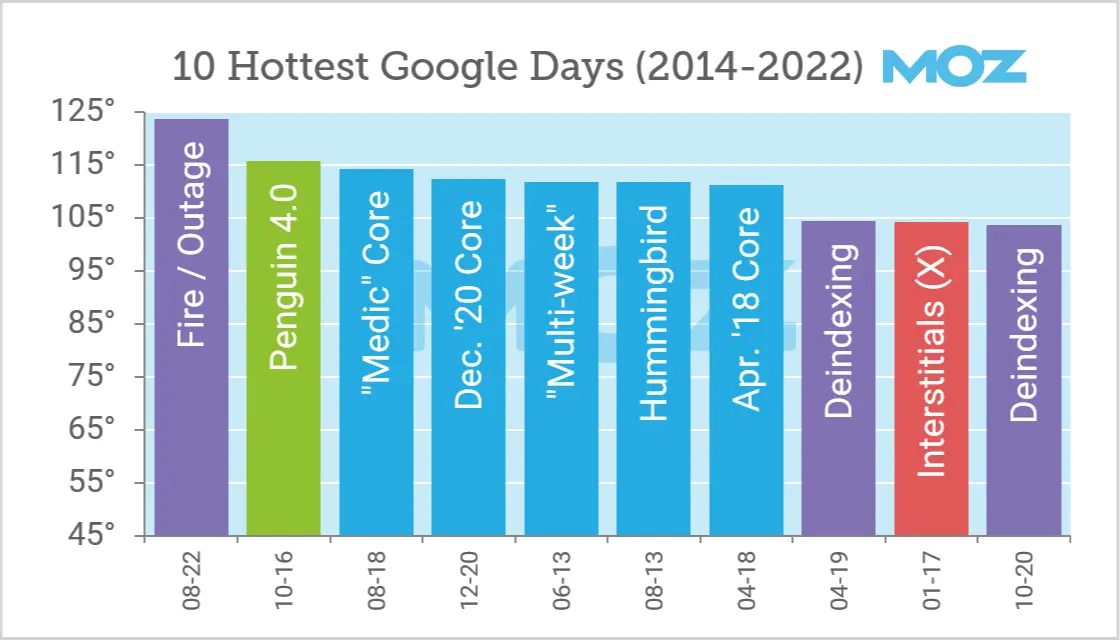 10 Hottest Google Days (2014-2022) MOZ
125°
115°
105°
95°
85°
75°
65°
55°
45°
Fire / Outage
Penguin 4.0
"Medic" Core
Dec. '20 Core
"Multi-week"
Hummingbird
Apr. '18 Core
Deindexing
Interstitials (X)
Deindexing
MOZ
08-22
10-16
08-18
12-20
06-13
08-13
04-18
04-19
01-17
10-20